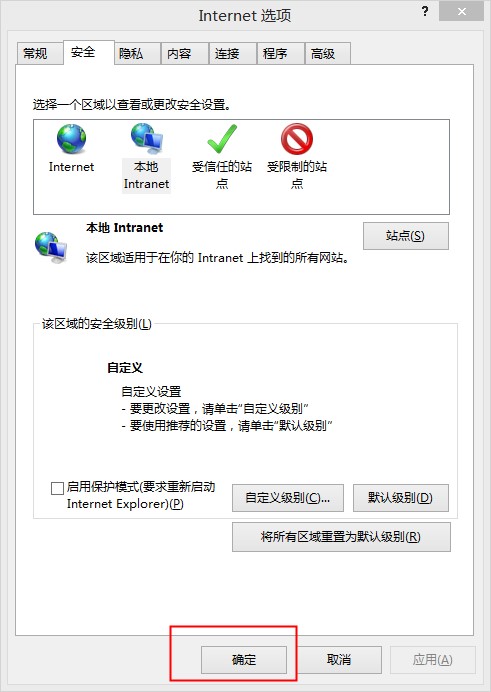 Internet 选项
?
常规 安全 隐私 内容 连接 程序 高级
选择一个区域以查看或更改安全设置。
Internet
本地
Intranet
受信任的站
点
受限制的站
点
本地 Intranet
站点(S)
该区域适用于在你的 Intranet 上找到的所有网站。
该区域的安全级别(L)
自定义
自定义设置
- 要更改设置，请单击“自定义级别”
- 要使用推荐的设置，请单击“默认级别”
启用保护模式(要求重新启动
Internet Explorer)(P)
自定义级别(C)... 默认级别(D)
将所有区域重置为默认级别(R)
确定 取消 应用(A)